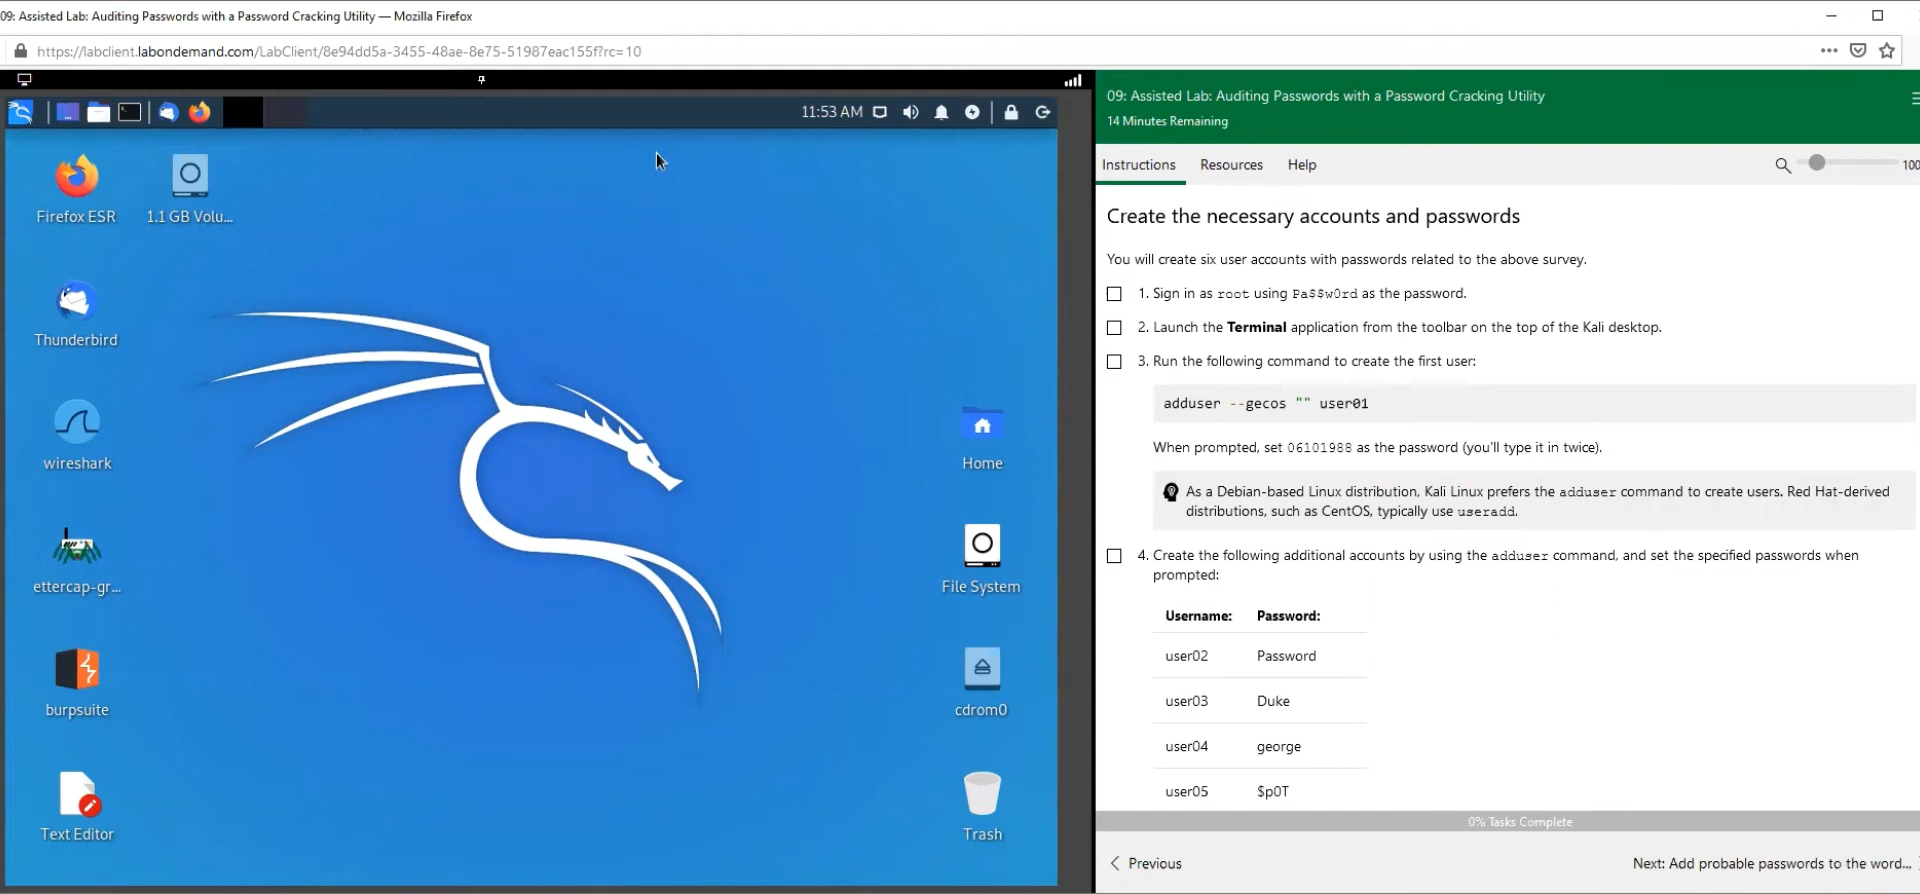 09: Assisted Lab: Auditing Passwords with a Password Cracking Utility — Mozilla Firefox
https://labclient.labondemand.com/LabClient/8e94dd5a-3455-48ae-8e75-51987eac155f?rc=10
11:53 AM
Firefox ESR
1.1 GB Volu...
Thunderbird
wireshark
Home
ettercap-gr...
File System
burpsuite
cdrom0
Text Editor
Trash
09: Assisted Lab: Auditing Passwords with a Password Cracking Utility
14 Minutes Remaining
Instructions Resources Help
100
Create the necessary accounts and passwords
You will create six user accounts with passwords related to the above survey.
1. Sign in as root using Pa$$w0rd as the password.
2. Launch the Terminal application from the toolbar on the top of the Kali desktop.
3. Run the following command to create the first user:
adduser --gecos "" user01
When prompted, set 06101988 as the password (you'll type it in twice).
As a Debian-based Linux distribution, Kali Linux prefers the adduser command to create users. Red Hat-derived
distributions, such as CentOS, typically use useradd.
4. Create the following additional accounts by using the adduser command, and set the specified passwords when
prompted:
Username: Password:
user02 Password
user03 Duke
user04 george
user05 $p0T
0% Tasks Complete
Previous
Next: Add probable passwords to the word...